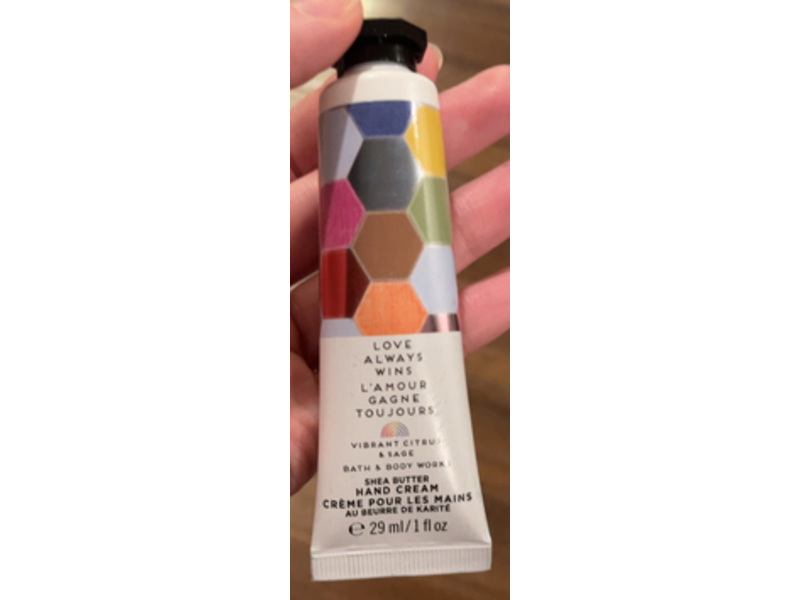 LOVE
ALWAYS
WINS
L'AMOUR
GAGNE
TOUJOURS
VIBRANT CITRUS
& SAGE
BATH & BODY WORKS
SHEA BUTTER
HAND CREAM
CRÈME POUR LES MAINS
AU BEURRE DE KARITÉ
℮ 29 ml/1 fl oz